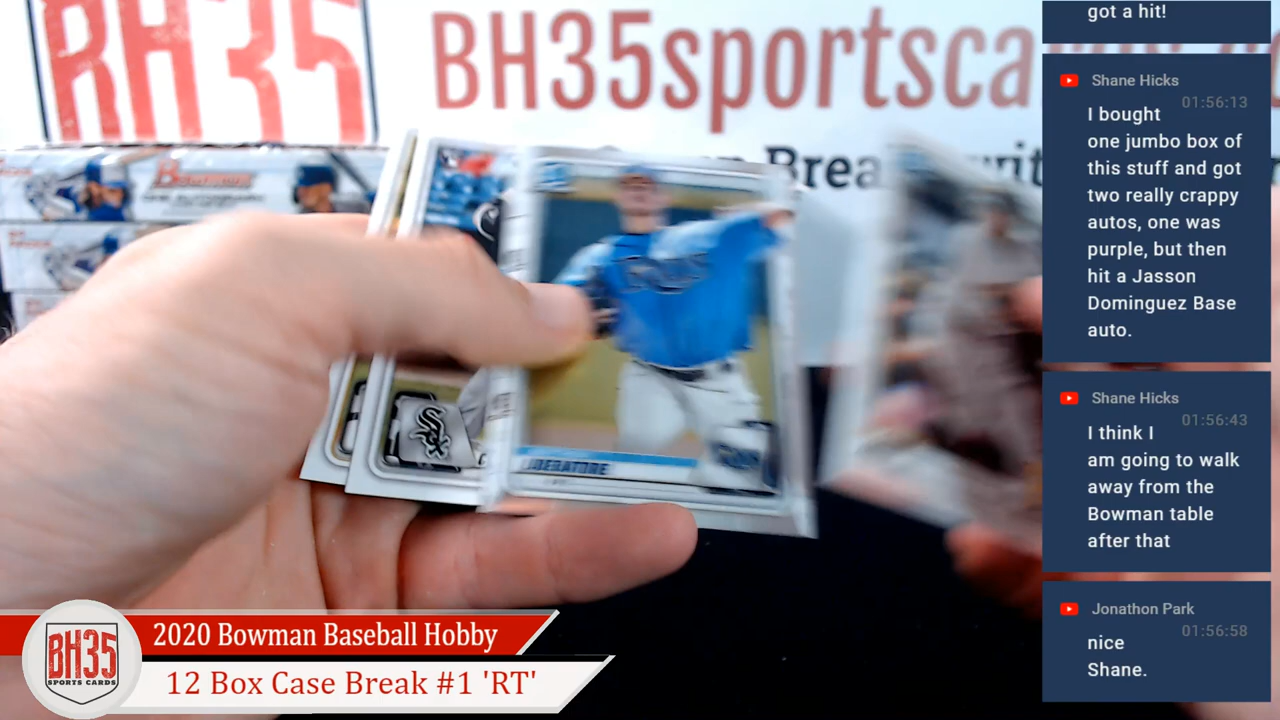 BH35
BH35sportsca
Brea
BOWMAN
LIBERATORE
Sox
got a hit!
Shane Hicks
01:56:13
I bought
one jumbo box of
this stuff and got
two really crappy
autos, one was
purple, but then
hit a Jasson
Dominguez Base
auto.
Shane Hicks
01:56:43
I think I
am going to walk
away from the
Bowman table
after that
Jonathon Park
01:56:58
nice
Shane.
BH35
SPORTS CARDS
2020 Bowman Baseball Hobby
12 Box Case Break #1 'RT'